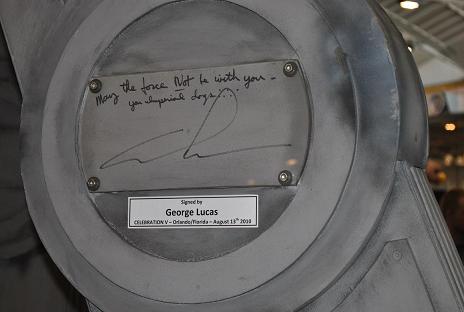 May the force Not be with you -
you Imperial dogs...
Signed by
George Lucas
CELEBRATION V – Orlando/Florida – August 13th 2010